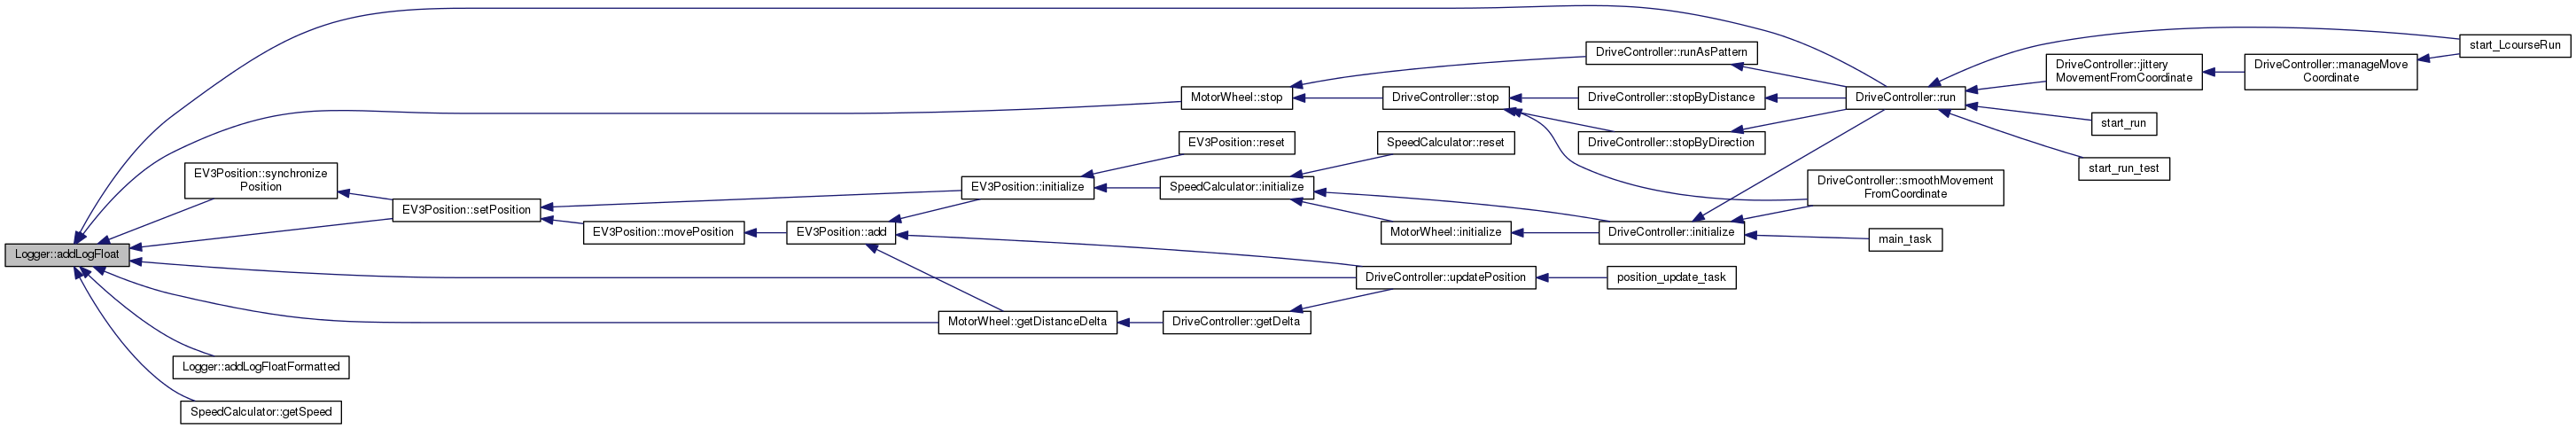 Logger::addLogFloat
EV3Position::synchronize
Position
EV3Position::setPosition
EV3Position::movePosition
EV3Position::add
EV3Position::initialize
EV3Position::reset
SpeedCalculator::initialize
SpeedCalculator::reset
MotorWheel::initialize
MotorWheel::stop
DriveController::stop
DriveController::runAsPattern
DriveController::stopByDistance
DriveController::stopByDirection
DriveController::run
DriveController::jittery
MovementFromCoordinate
DriveController::manageMove
Coordinate
start_LcourseRun
start_run
start_run_test
DriveController::smoothMovement
FromCoordinate
DriveController::initialize
main_task
DriveController::updatePosition
position_update_task
MotorWheel::getDistanceDelta
DriveController::getDelta
Logger::addLogFloatFormatted
SpeedCalculator::getSpeed